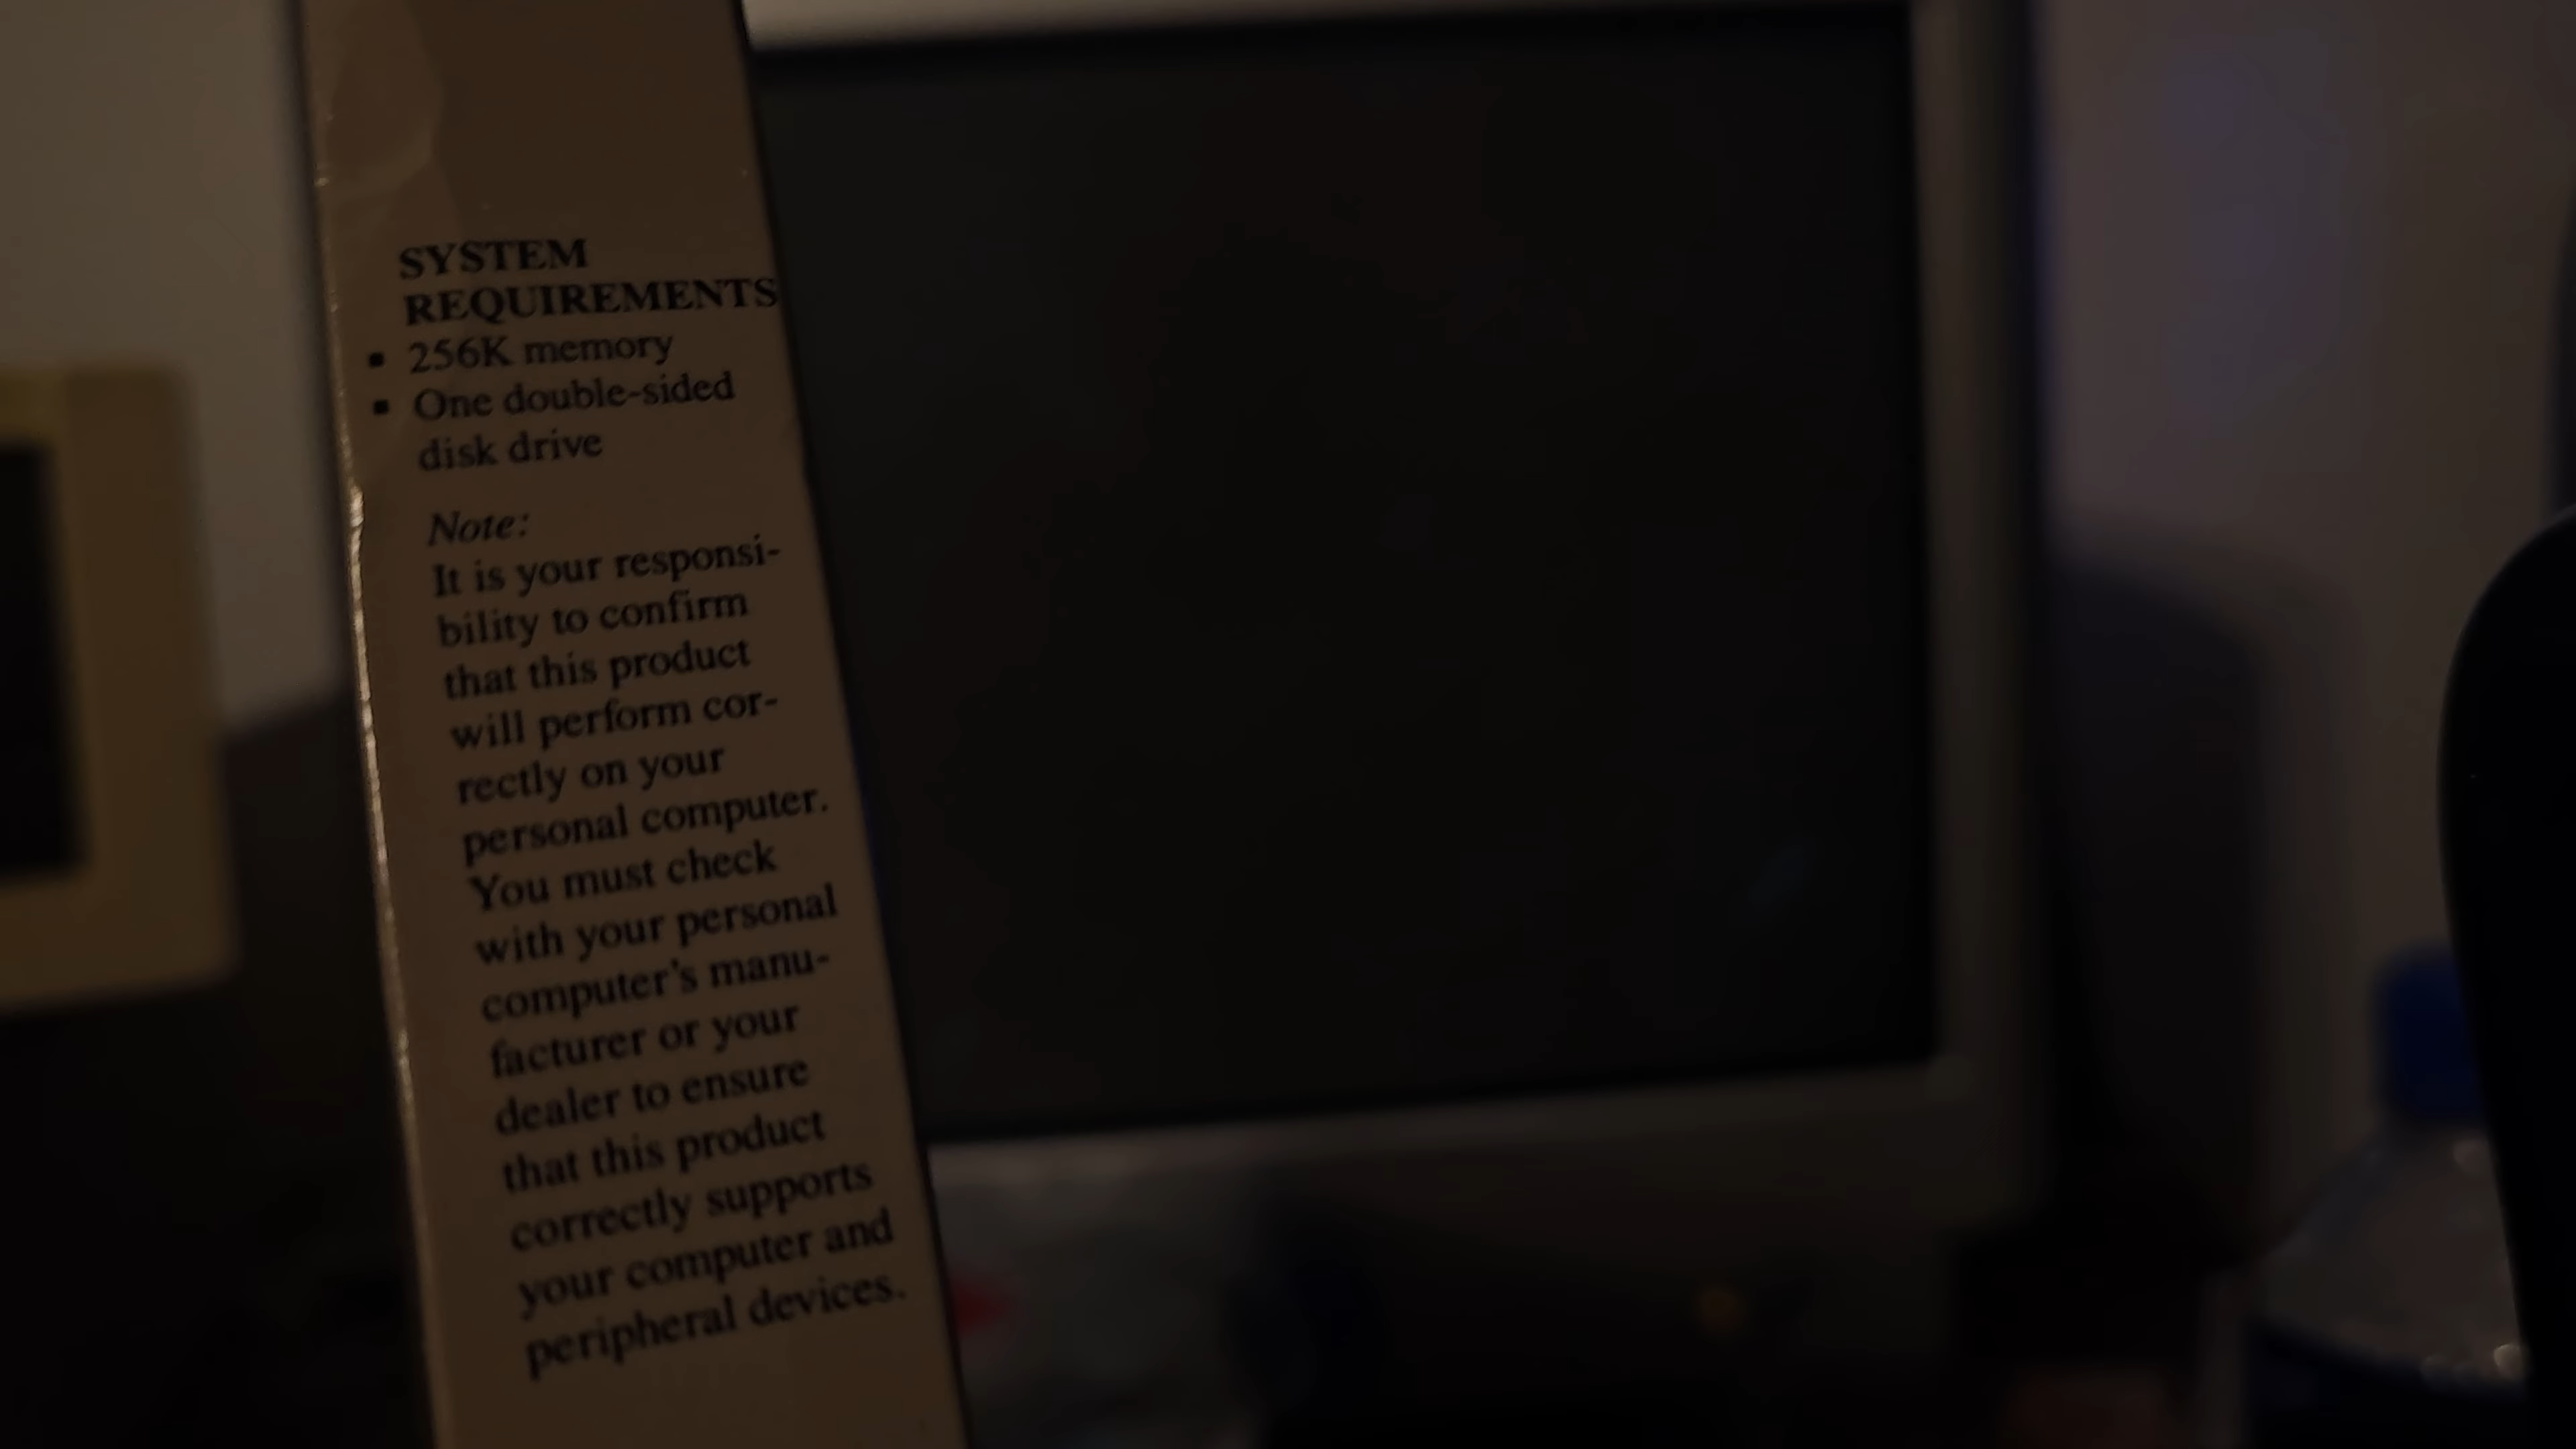 SYSTEM
REQUIREMENTS
▪ 256K memory
▪ One double-sided
disk drive
Note:
It is your responsi-
bility to confirm
that this product
will perform cor-
rectly on your
personal computer.
You must check
with your personal
computer's manu-
facturer or your
dealer to ensure
that this product
correctly supports
your computer and
peripheral devices.